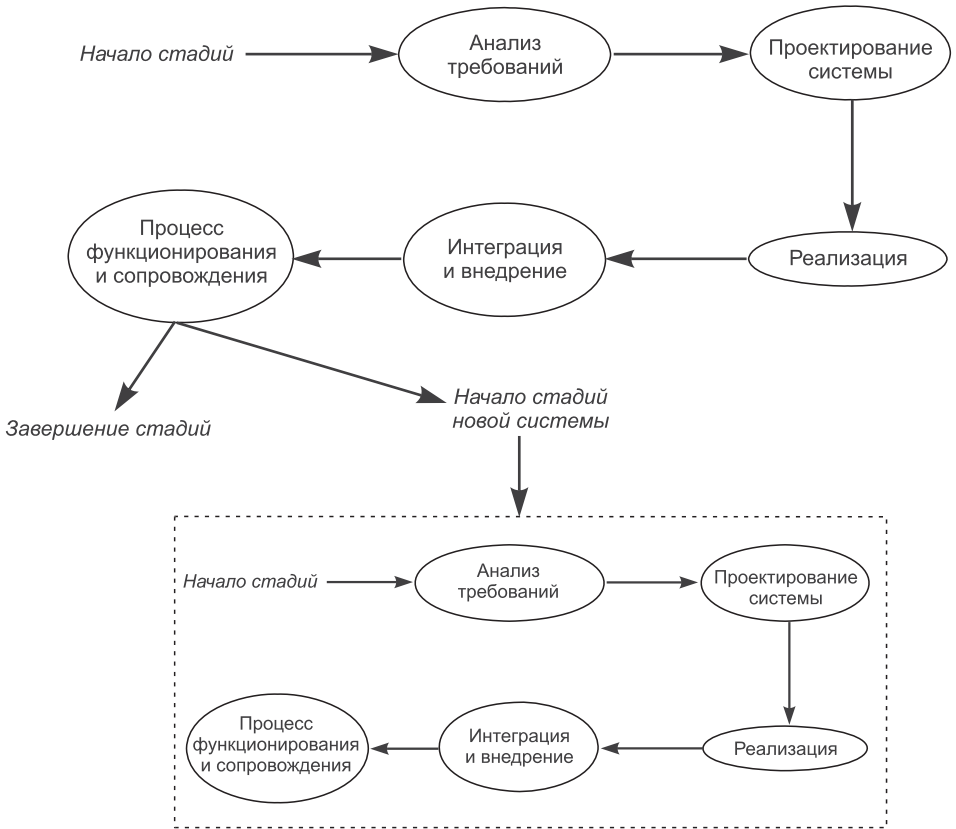 Начало стадий
Анализ
требований
Проектирование
системы
Процесс
функционирования
и сопровождения
Интеграция
и внедрение
Реализация
Завершение стадий
Начало стадий
новой системы
Начало стадий
Анализ
требований
Проектирование
системы
Процесс
функционирования
и сопровождения
Интеграция
и внедрение
Реализация